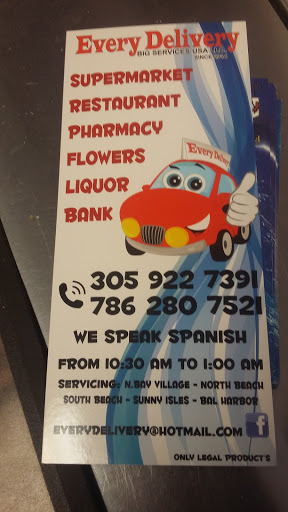 Every Delivery
BIG SERVICES USA
SUPERMARKET
RESTAURANT
PHARMACY
FLOWERS
LIQUOR
BANK
Every Delivery
305 922 7391
786 280 7521
WE SPEAK SPANISH
FROM 10:30 AM TO 1:00 AM
SERVICING: N.BAY VILLAGE - NORTH BEACH
SOUTH BEACH - SUNNY ISLES - BAL HARBOR
EVERYDELIVERY@HOTMAIL.COM f
ONLY LEGAL PRODUCT'S